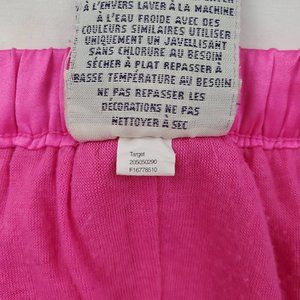 À L'ENVERS LAVER À LA MACHINE
À L'EAU FROIDE AVEC DES
COULEURS SIMILAIRES UTILISER
UNIQUEMENT UN JAVELLISANT
SANS CHLORURE AU BESOIN
SÉCHER À PLAT REPASSER À
BASSE TEMPÉRATURE AU BESOIN
NE PAS REPASSER LES
DÉCORATIONS NE PAS
NETTOYER À SEC
Target
205050290
F16778510